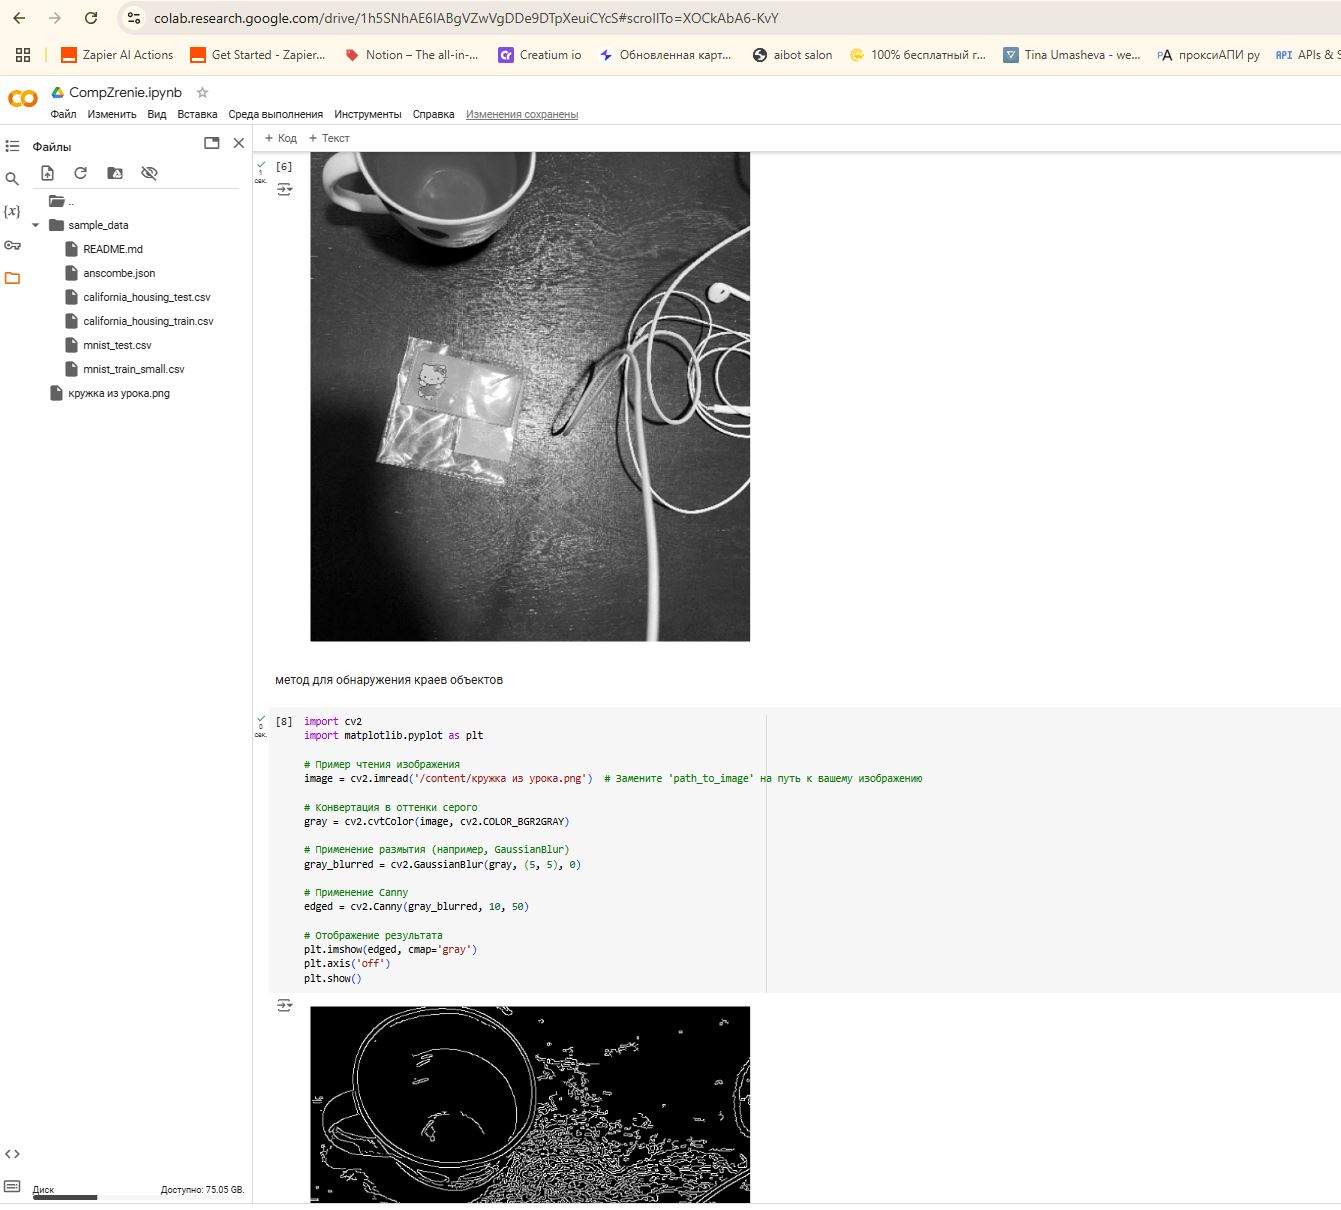 colab.research.google.com/drive/1h5SNhAE6IABgVZwVgDDe9DTpXeuiCYcS#scrollTo=XOCkAbA6-KvY
Zapier AI Actions
Get Started - Zapier...
Notion – The all-in-...
Creatium io
Обновленная карт...
aibot salon
100% бесплатный г...
Tina Umasheva - we...
проксиАПИ ру
API APIs & S
CompZrenie.ipynb
Файл Изменить Вид Вставка Среда выполнения Инструменты Справка Изменения сохранены
Файлы
+ Код + Текст
..
sample_data
README.md
anscombe.json
california_housing_test.csv
california_housing_train.csv
mnist_test.csv
mnist_train_small.csv
кружка из урока.png
1
сек.
[6]
метод для обнаружения краев объектов
0
сек.
[8]
import cv2
import matplotlib.pyplot as plt
# Пример чтения изображения
image = cv2.imread('/content/кружка из урока.png')  # Замените 'path_to_image' на путь к вашему изображению
# Конвертация в оттенки серого
gray = cv2.cvtColor(image, cv2.COLOR_BGR2GRAY)
# Применение размытия (например, GaussianBlur)
gray_blurred = cv2.GaussianBlur(gray, (5, 5), 0)
# Применение Canny
edged = cv2.Canny(gray_blurred, 10, 50)
# Отображение результата
plt.imshow(edged, cmap='gray')
plt.axis('off')
plt.show()
Диск
Доступно: 75.05 GB.